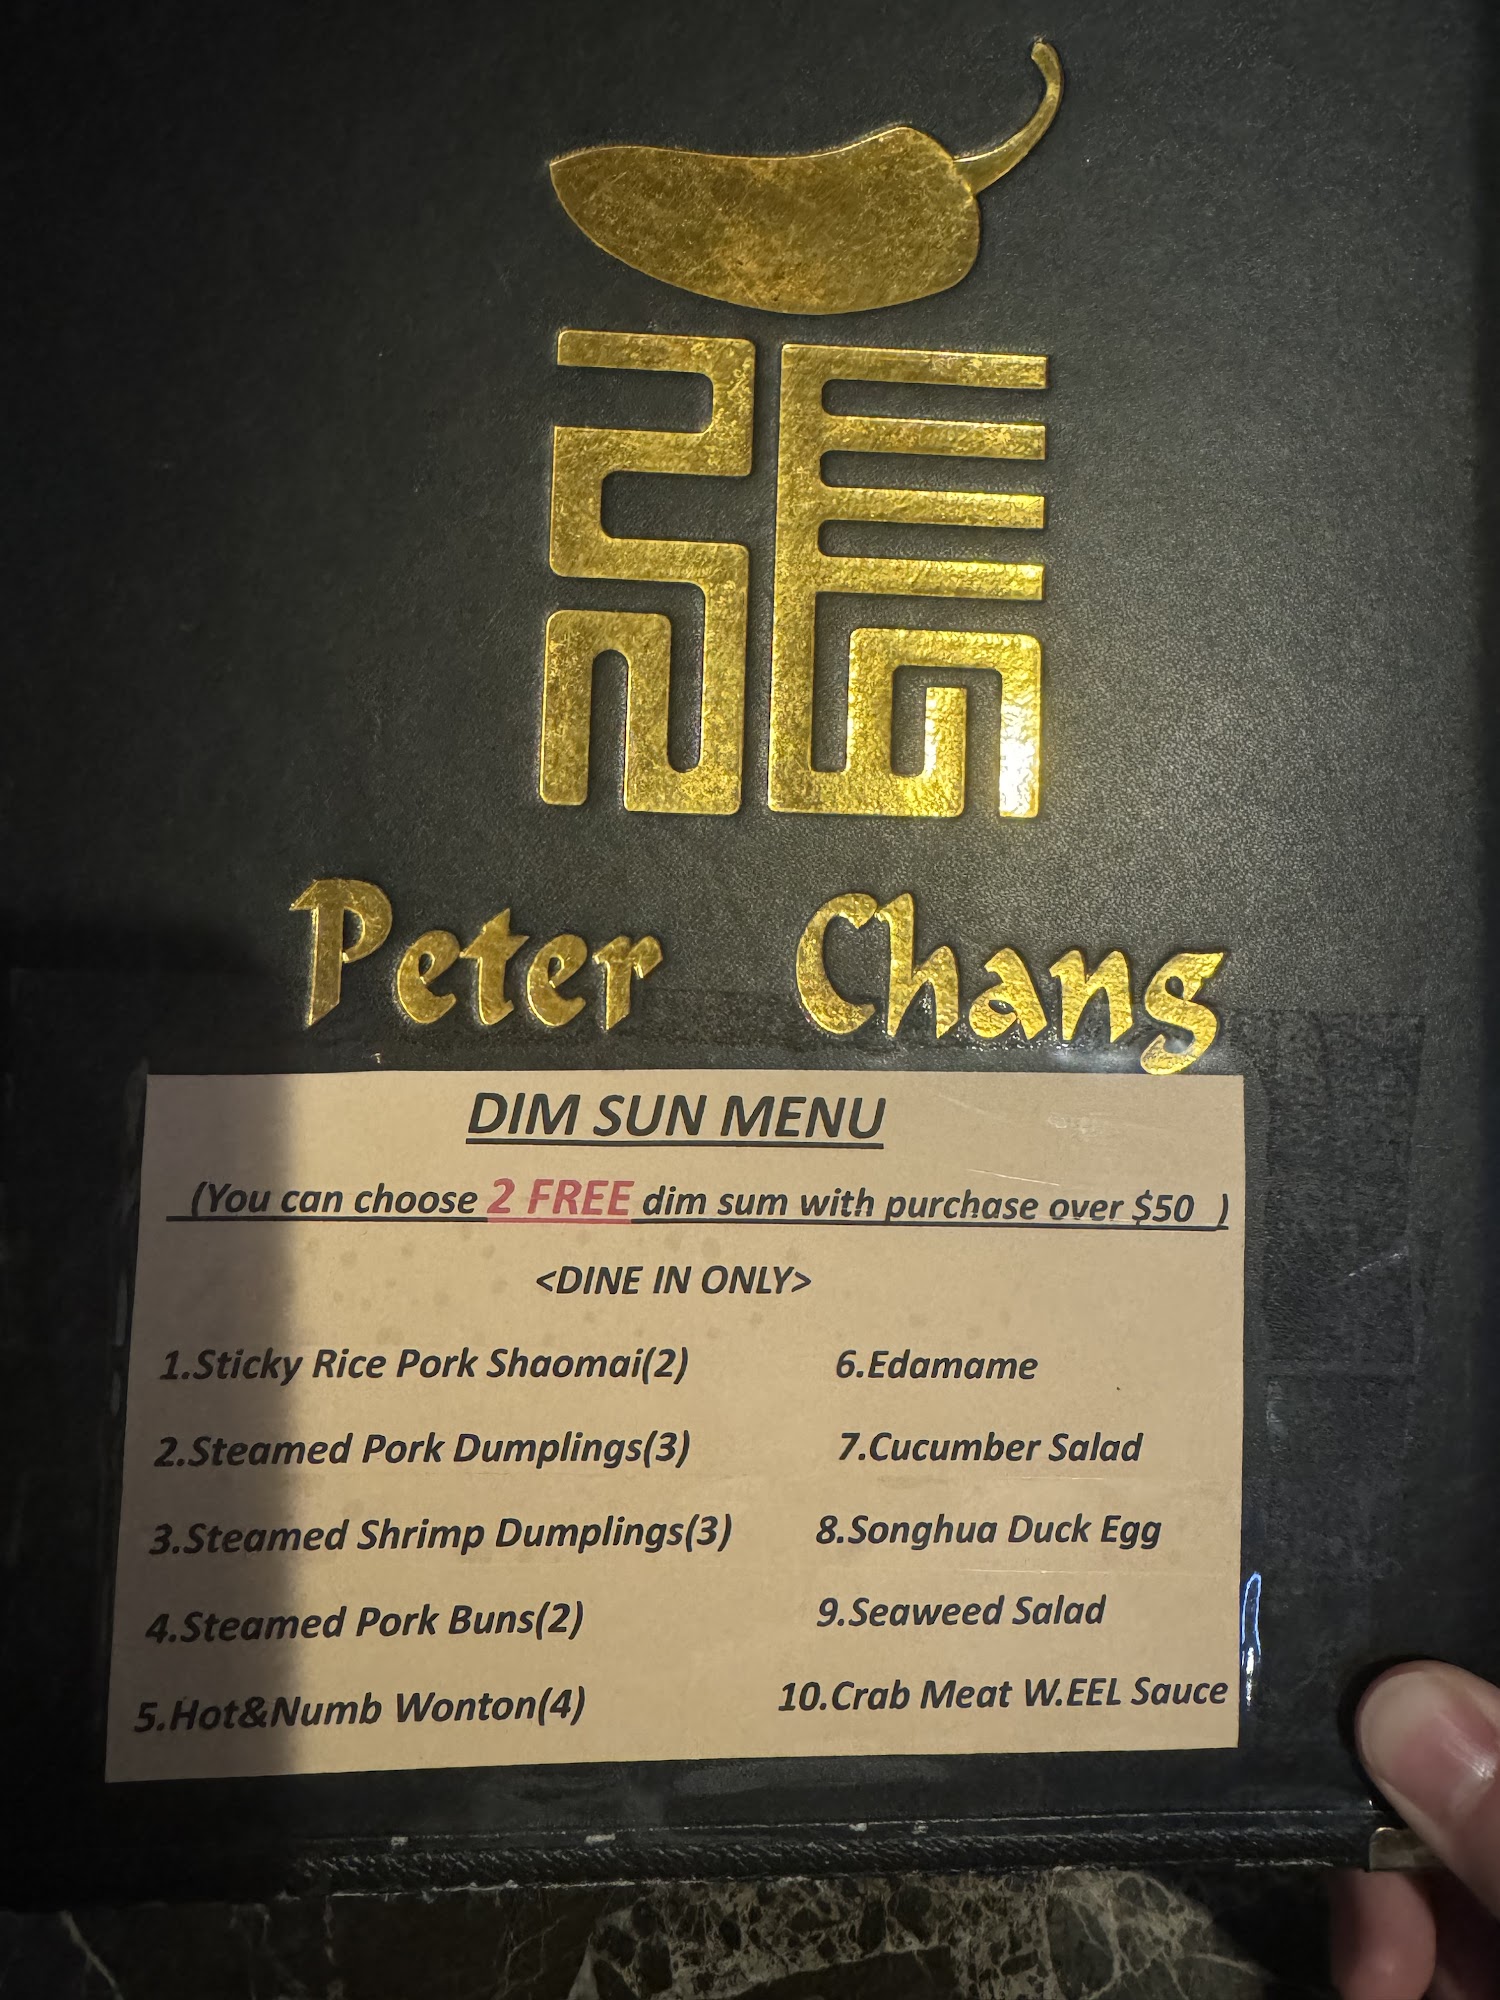 張
Peter Chang
DIM SUN MENU
(You can choose 2 FREE dim sum with purchase over $50 )
<DINE IN ONLY>
1.Sticky Rice Pork Shaomai(2)
2.Steamed Pork Dumplings(3)
3.Steamed Shrimp Dumplings(3)
4.Steamed Pork Buns(2)
5.Hot&Numb Wonton(4)
6.Edamame
7.Cucumber Salad
8.Songhua Duck Egg
9.Seaweed Salad
10.Crab Meat W.EEL Sauce